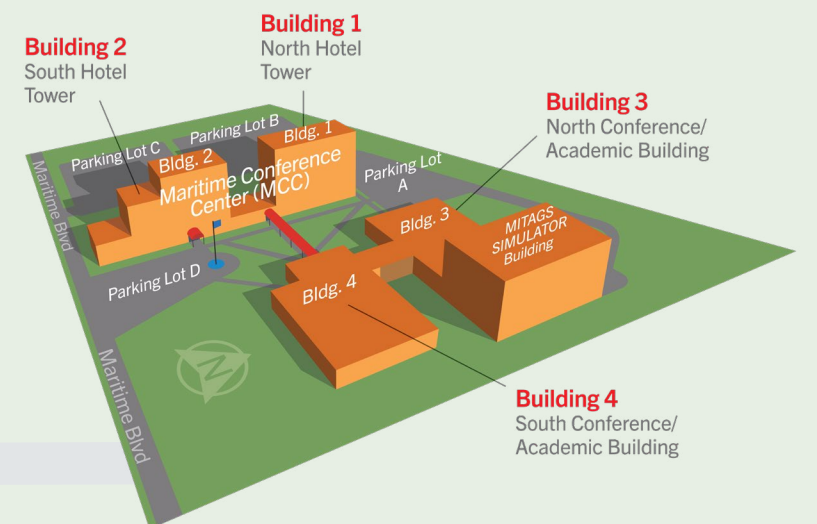 Building 1
North Hotel
Tower
Building 2
South Hotel
Tower
Building 3
North Conference/
Academic Building
Parking Lot B
Parking Lot C
Bldg. 1
Bldg. 2
Maritime Conference
Center (MCC)
Parking Lot
A
Maritime Blvd
Bldg. 3
MITAGS
SIMULATOR
Building
Parking Lot D
Bldg. 4
N
Maritime Blvd
Building 4
South Conference/
Academic Building